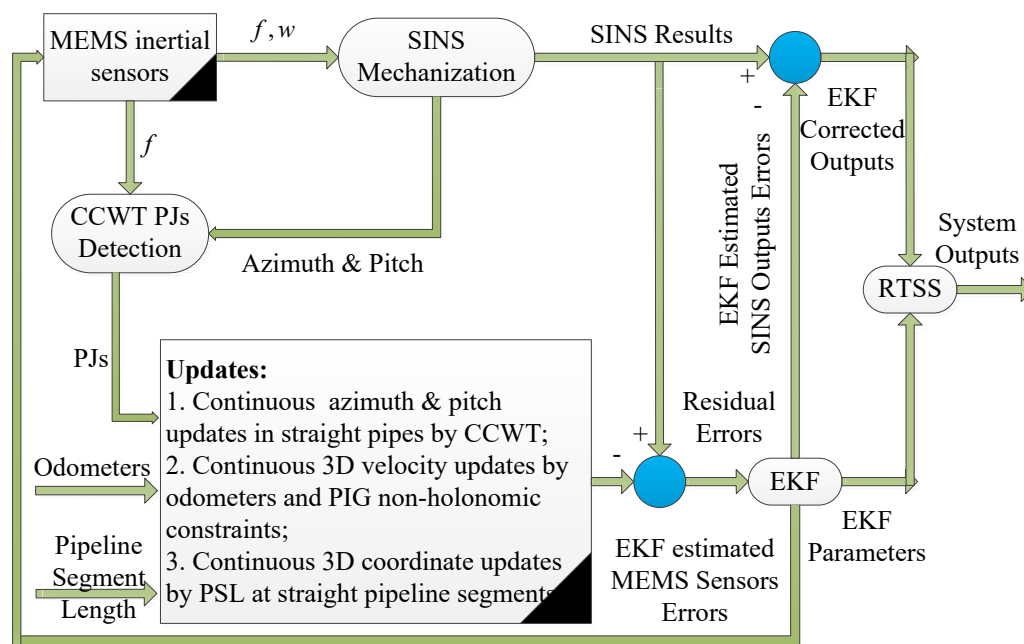 MEMS inertial
sensors
f, w
SINS
Mechanization
SINS Results
+
-
EKF
Corrected
Outputs
f
CCWT PJs
Detection
Azimuth & Pitch
EKF Estimated
SINS Outputs Errors
System
Outputs
RTSS
PJs
Updates:
1. Continuous azimuth & pitch
updates in straight pipes by CCWT;
2. Continuous 3D velocity updates by
odometers and PIG non-holonomic
constraints;
3. Continuous 3D coordinate updates
by PSL at straight pipeline segments
Odometers
Pipeline
Segment
Length
+
-
Residual
Errors
EKF
EKF
Parameters
EKF estimated
MEMS Sensors
Errors